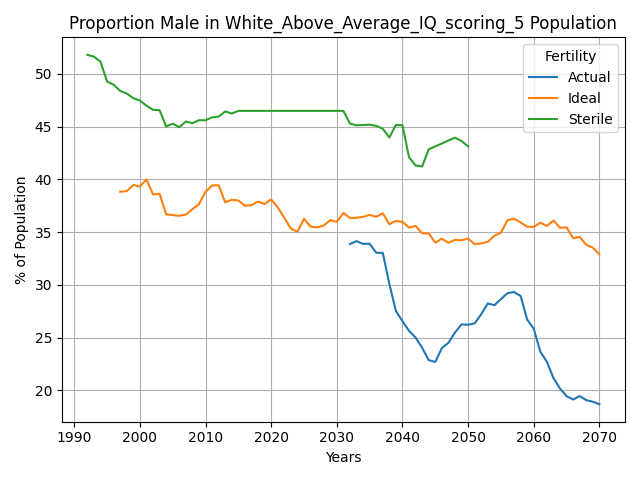 Proportion Male in White_Above_Average_IQ_scoring_5 Population
Fertility
Actual
Ideal
Sterile
% of Population
50
45
40
35
30
25
20
1990 2000 2010 2020 2030 2040 2050 2060 2070
Years